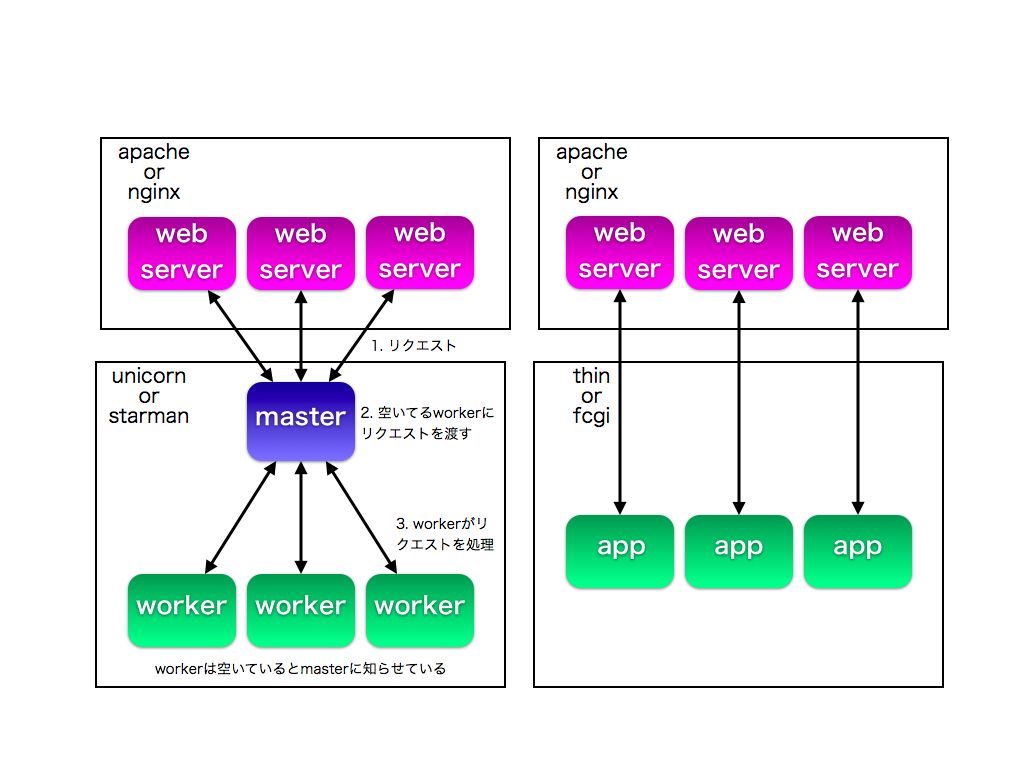 apache
or
nginx
web
server
web
server
web
server
1. リクエスト
unicorn
or
starman
master
2. 空いてるworkerに
リクエストを渡す
3. workerがリ
クエストを処理
worker
worker
worker
workerは空いているとmasterに知らせている
apache
or
nginx
web
server
web
server
web
server
thin
or
fcgi
app
app
app